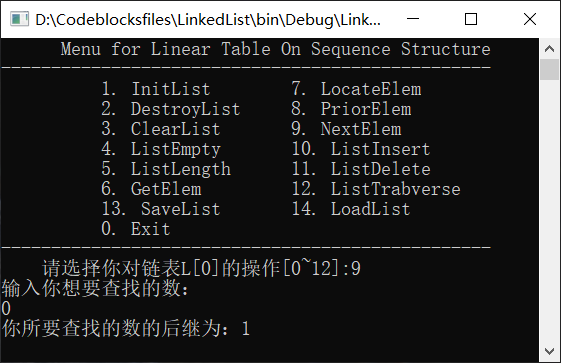 D:\Codeblocksfiles\LinkedList\bin\Debug\Link...
Menu for Linear Table On Sequence Structure
-------------------------------------------------
1. InitList 7. LocateElem
2. DestroyList 8. PriorElem
3. ClearList 9. NextElem
4. ListEmpty 10. ListInsert
5. ListLength 11. ListDelete
6. GetElem 12. ListTrabverse
13. SaveList 14. LoadList
0. Exit
-------------------------------------------------
请选择你对链表L[0]的操作[0~12]:9
输入你想要查找的数：
0
你所要查找的数的后继为：1